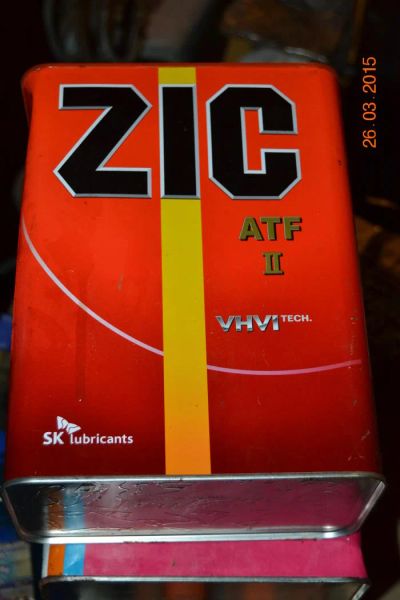 26.03.2015
ZIC
ATF
II
VHVI TECH.
SK lubricants